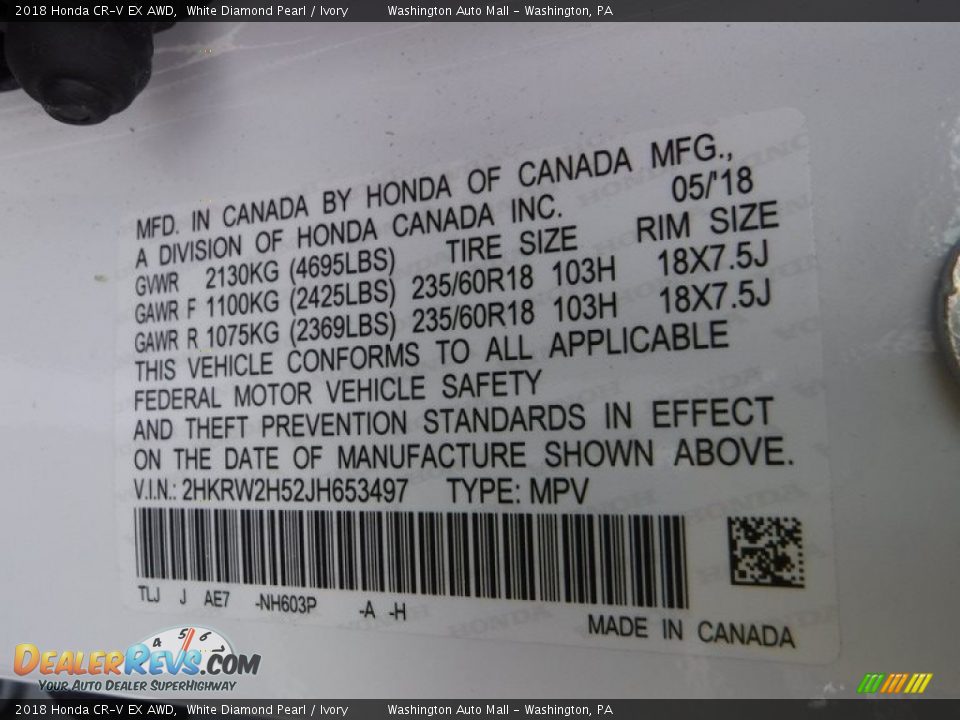 2018 Honda CR-V EX AWD, White Diamond Pearl / Ivory Washington Auto Mall - Washington, PA
MFD. IN CANADA BY HONDA OF CANADA MFG.,
A DIVISION OF HONDA CANADA INC. 05/'18
GVWR 2130KG (4695LBS) TIRE SIZE RIM SIZE
GAWR F 1100KG (2425LBS) 235/60R18 103H 18X7.5J
GAWR R 1075KG (2369LBS) 235/60R18 103H 18X7.5J
THIS VEHICLE CONFORMS TO ALL APPLICABLE
FEDERAL MOTOR VEHICLE SAFETY
AND THEFT PREVENTION STANDARDS IN EFFECT
ON THE DATE OF MANUFACTURE SHOWN ABOVE.
V.I.N.: 2HKRW2H52JH653497 TYPE: MPV
TLJ J AE7 -NH603P -A -H
MADE IN CANADA
4 5 6
DEALERREVS.COM
YOUR AUTO DEALER SUPERHIGHWAY
2018 Honda CR-V EX AWD, White Diamond Pearl / Ivory Washington Auto Mall - Washington, PA